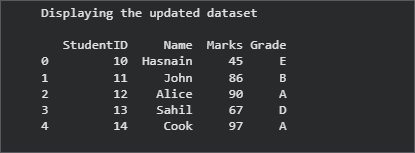 Displaying the updated dataset
StudentID Name Marks Grade
0 10 Hasnain 45 E
1 11 John 86 B
2 12 Alice 90 A
3 13 Sahil 67 D
4 14 Cook 97 A